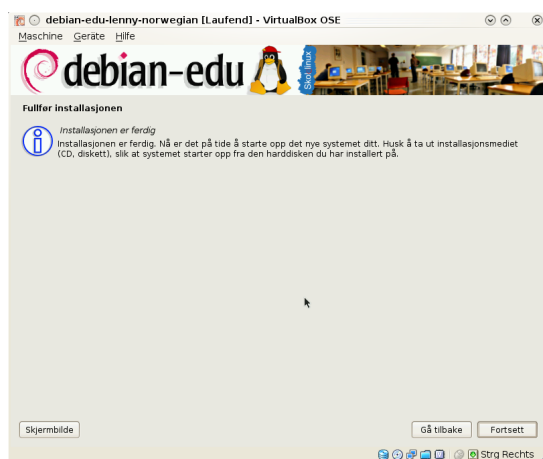 debian-edu-lenny-norwegian [Laufend] - VirtualBox OSE
Maschine Geräte Hilfe
debian-edu
Skolelinux
Fullfør installasjonen
Installasjonen er ferdig
Installasjonen er ferdig. Nå er det på tide å starte opp det nye systemet ditt. Husk å ta ut installasjonsmediet
(CD, diskett), slik at systemet starter opp fra den harddisken du har installert på.
Skjermbilde
Gå tilbake
Fortsett
Strg Rechts